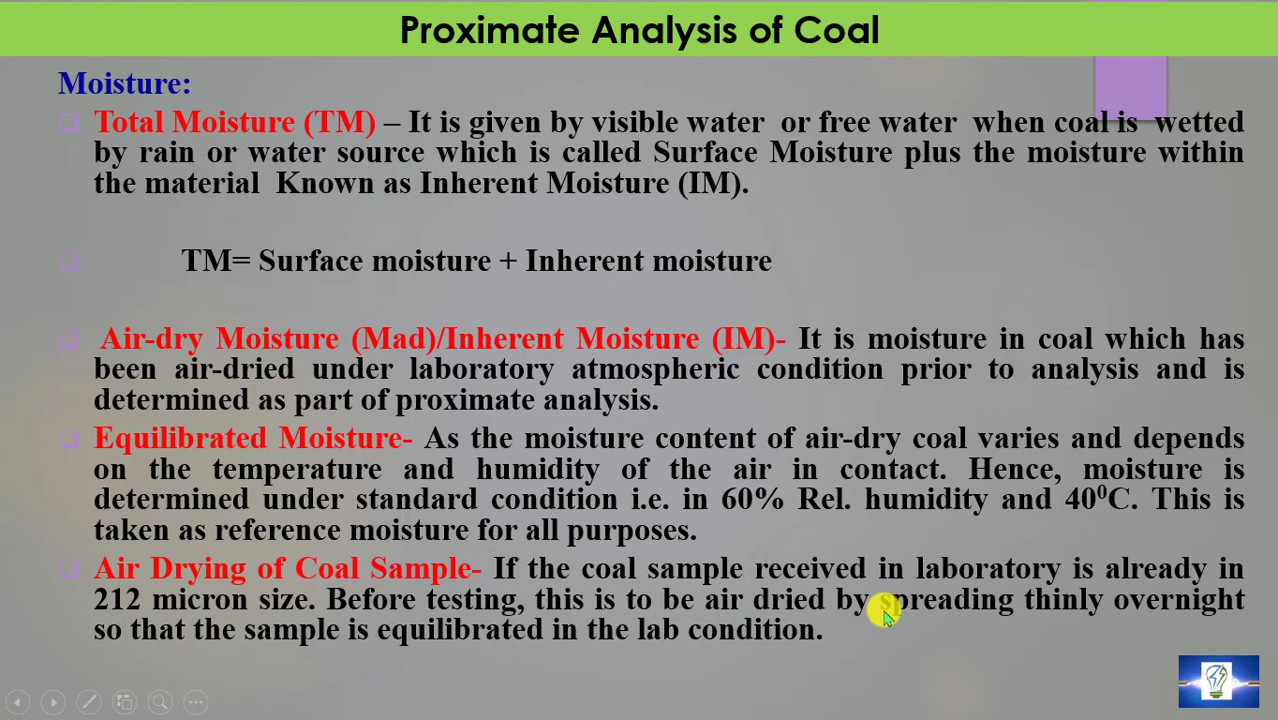 Proximate Analysis of Coal
Moisture:
Total Moisture (TM) – It is given by visible water or free water when coal is wetted
by rain or water source which is called Surface Moisture plus the moisture within
the material Known as Inherent Moisture (IM).
TM= Surface moisture + Inherent moisture
Air-dry Moisture (Mad)/Inherent Moisture (IM)- It is moisture in coal which has
been air-dried under laboratory atmospheric condition prior to analysis and is
determined as part of proximate analysis.
Equilibrated Moisture- As the moisture content of air-dry coal varies and depends
on the temperature and humidity of the air in contact. Hence, moisture is
determined under standard condition i.e. in 60% Rel. humidity and 40⁰C. This is
taken as reference moisture for all purposes.
Air Drying of Coal Sample- If the coal sample received in laboratory is already in
212 micron size. Before testing, this is to be air dried by spreading thinly overnight
so that the sample is equilibrated in the lab condition.